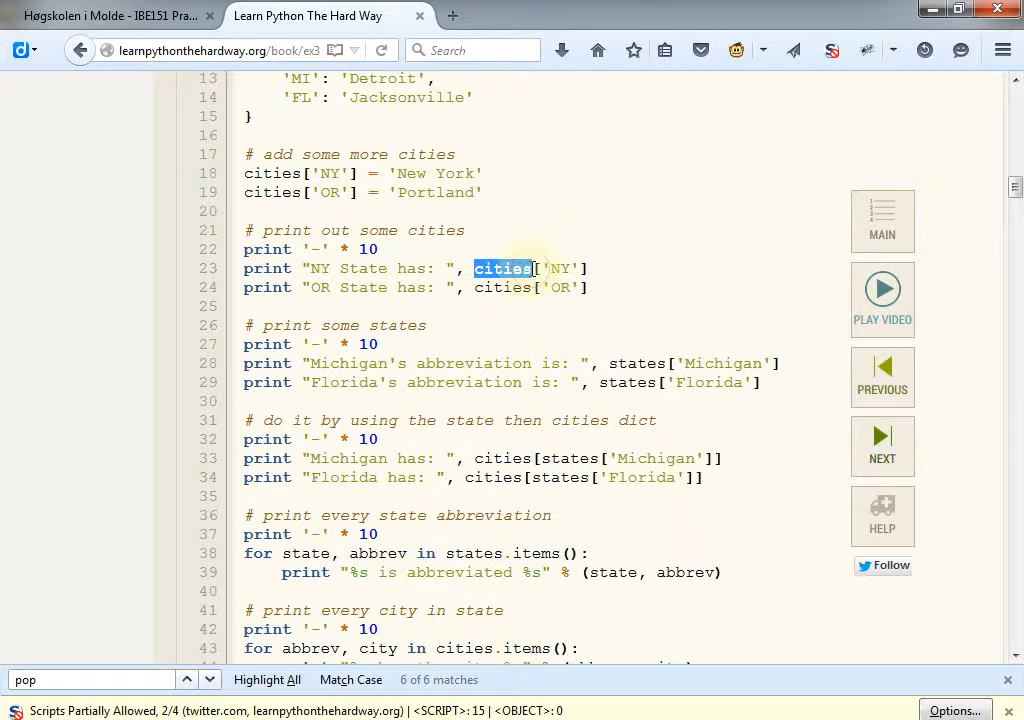 Høgskolen i Molde - IBE151 Pra...
Learn Python The Hard Way
learnpythonthehardway.org/book/ex3
Search
13 'MI': 'Detroit',
14 'FL': 'Jacksonville'
15 }
16
17 # add some more cities
18 cities['NY'] = 'New York'
19 cities['OR'] = 'Portland'
20
21 # print out some cities
22 print '-' * 10
23 print "NY State has: ", cities['NY']
24 print "OR State has: ", cities['OR']
25
26 # print some states
27 print '-' * 10
28 print "Michigan's abbreviation is: ", states['Michigan']
29 print "Florida's abbreviation is: ", states['Florida']
30
31 # do it by using the state then cities dict
32 print '-' * 10
33 print "Michigan has: ", cities[states['Michigan']]
34 print "Florida has: ", cities[states['Florida']]
35
36 # print every state abbreviation
37 print '-' * 10
38 for state, abbrev in states.items():
39 print "%s is abbreviated %s" % (state, abbrev)
40
41 # print every city in state
42 print '-' * 10
43 for abbrev, city in cities.items():
MAIN
PLAY VIDEO
PREVIOUS
NEXT
HELP
Follow
pop
Highlight All
Match Case
6 of 6 matches
Scripts Partially Allowed, 2/4 (twitter.com, learnpythonthehardway.org) | <SCRIPT>: 15 | <OBJECT>: 0
Options...